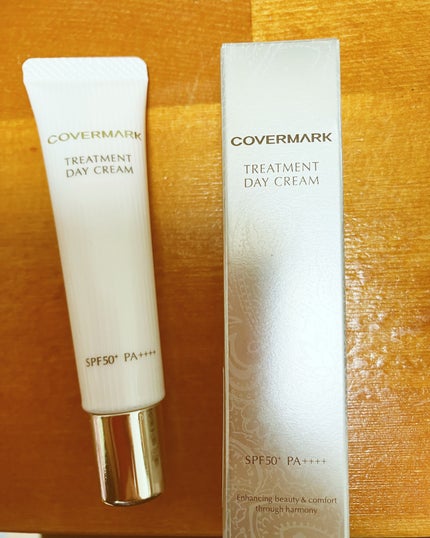 COVERMARK
TREATMENT
DAY CREAM
SPF50+ PA++++
COVERMARK
TREATMENT
DAY CREAM
SPF50+ PA++++
Enhancing beauty & comfort
through harmony